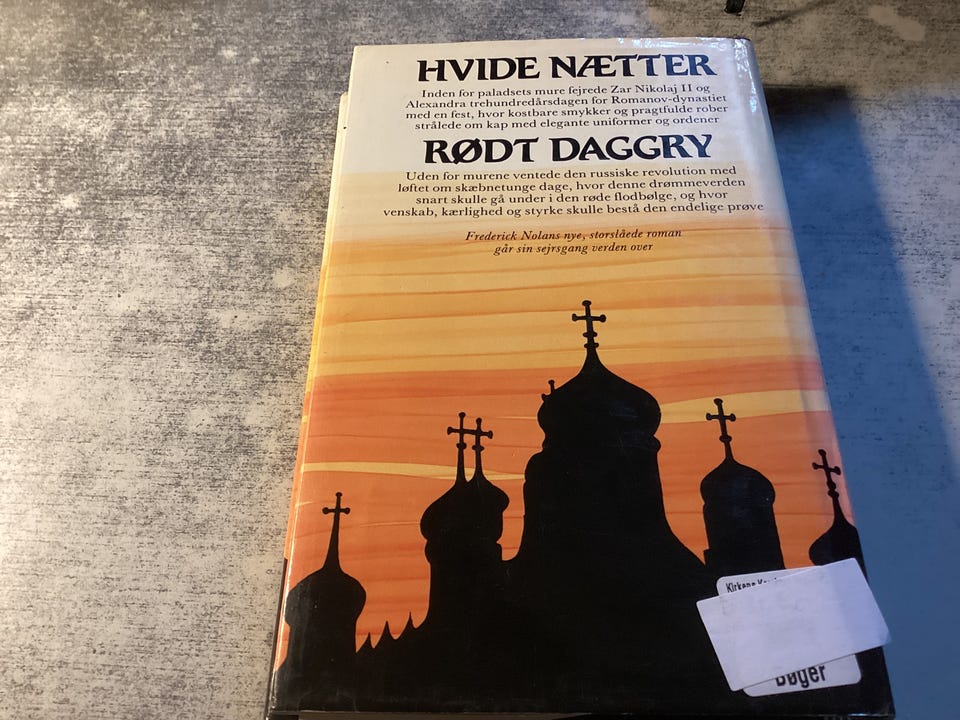 HVIDE NÆTTER
Inden for paladsets mure fejrede Zar Nikolaj II og
Alexandra trehundredårsdagen for Romanov-dynastiet
med en fest, hvor kostbare smykker og pragtfulde rober
strålede om kap med elegante uniformer og ordener
RØDT DAGGRY
Uden for murene ventede den russiske revolution med
løftet om skæbnetunge dage, hvor denne drømmeverden
snart skulle gå under i den røde flodbølge, og hvor
venskab, kærlighed og styrke skulle bestå den endelige prøve
Frederick Nolans nye, storslåede roman
går sin sejrsgang verden over
Kirkens
Bøger